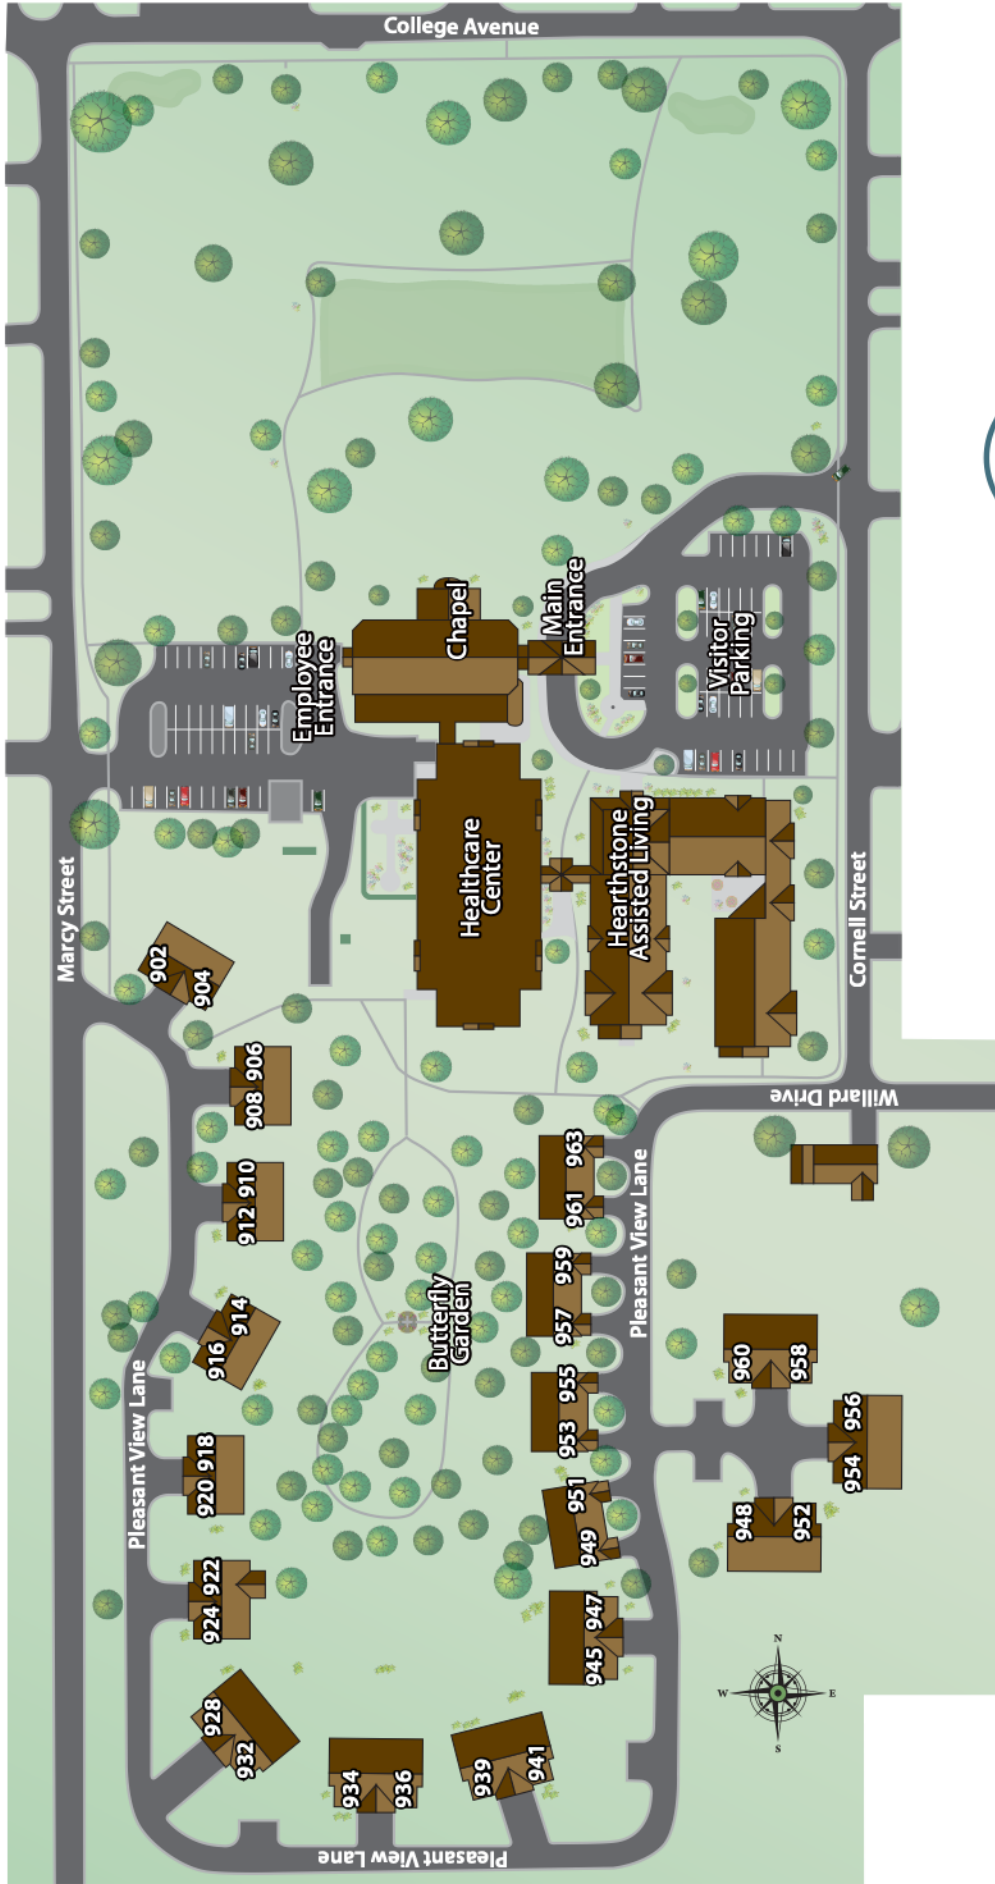 College Avenue
Chapel
Main
Entrance
Visitor
Parking
Employee
Entrance
Healthcare
Center
Hearthstone
Assisted Living
Marcy Street
Cornell Street
Willard Drive
902
904
906
908
910
912
914
916
918
920
922
924
928
932
934
936
939
941
945
947
949
951
953
955
957
959
961
963
960
958
956
954
948
952
Butterfly
Garden
Pleasant View Lane
Pleasant View Lane
Pleasant View Lane
N
W
E
S